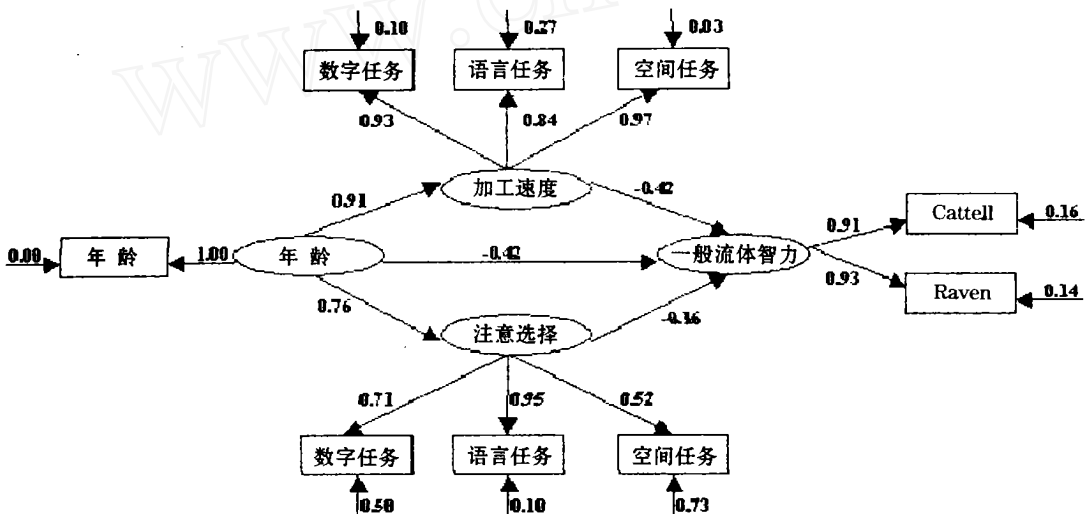 0.10 0.27 0.03
数字任务 语言任务 空间任务
0.93 0.84 0.97
加工速度
0.91 -0.42
Cattell 0.16
0.91
0.00 年 龄 1.00 年 龄 -0.42 一般流体智力
0.93
Raven 0.14
0.76 -0.16
注意选择
0.71 0.95 0.52
数字任务 语言任务 空间任务
0.50 0.10 0.73